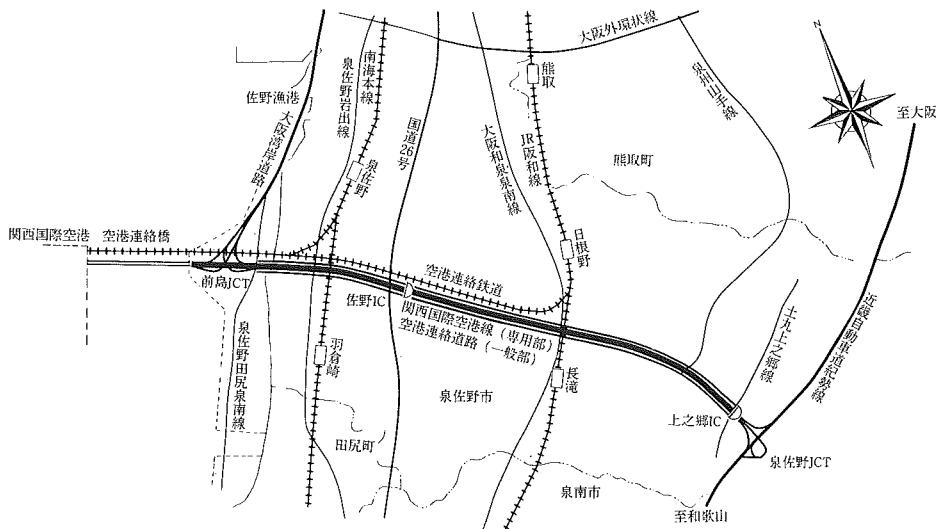 大阪外環状線
N
南海本線
泉佐野岩出線
熊取
泉州山手線
佐野漁港
大阪湾岸道路
国道26号
至大阪
大阪和泉泉南線
JR阪和線
熊取町
泉佐野
関西国際空港 空港連絡橋
日根野
前島JCT
空港連絡鉄道
佐野IC
関西国際空港線（専用部）
空港連絡道路（一般部）
土丸上之郷線
近畿自動車道紀勢線
泉佐野田尻泉南線
羽倉崎
長滝
泉佐野市
上之郷IC
田尻町
泉佐野JCT
泉南市
至和歌山